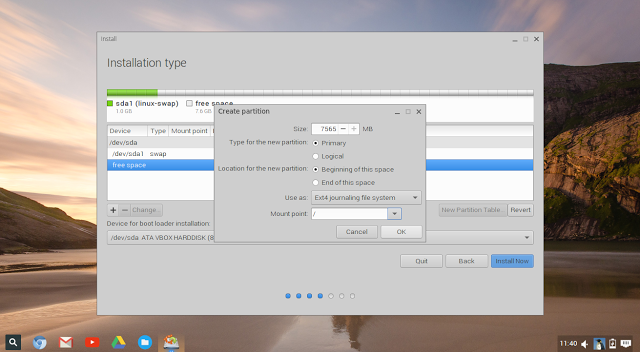 Install
Installation type
sda1 (linux-swap) free space
1.0 GB 7.6 GB
Create partition
Size: 7565 MB
Type for the new partition: Primary
Logical
Location for the new partition: Beginning of this space
End of this space
Use as: Ext4 journaling file system
Mount point: /
Cancel OK
Device Type Mount point
/dev/sda
/dev/sda1 swap
free space
Change... New Partition Table... Revert
Device for boot loader installation:
/dev/sda ATA VBOX HARDDISK (8
Quit Back Install Now
11:40